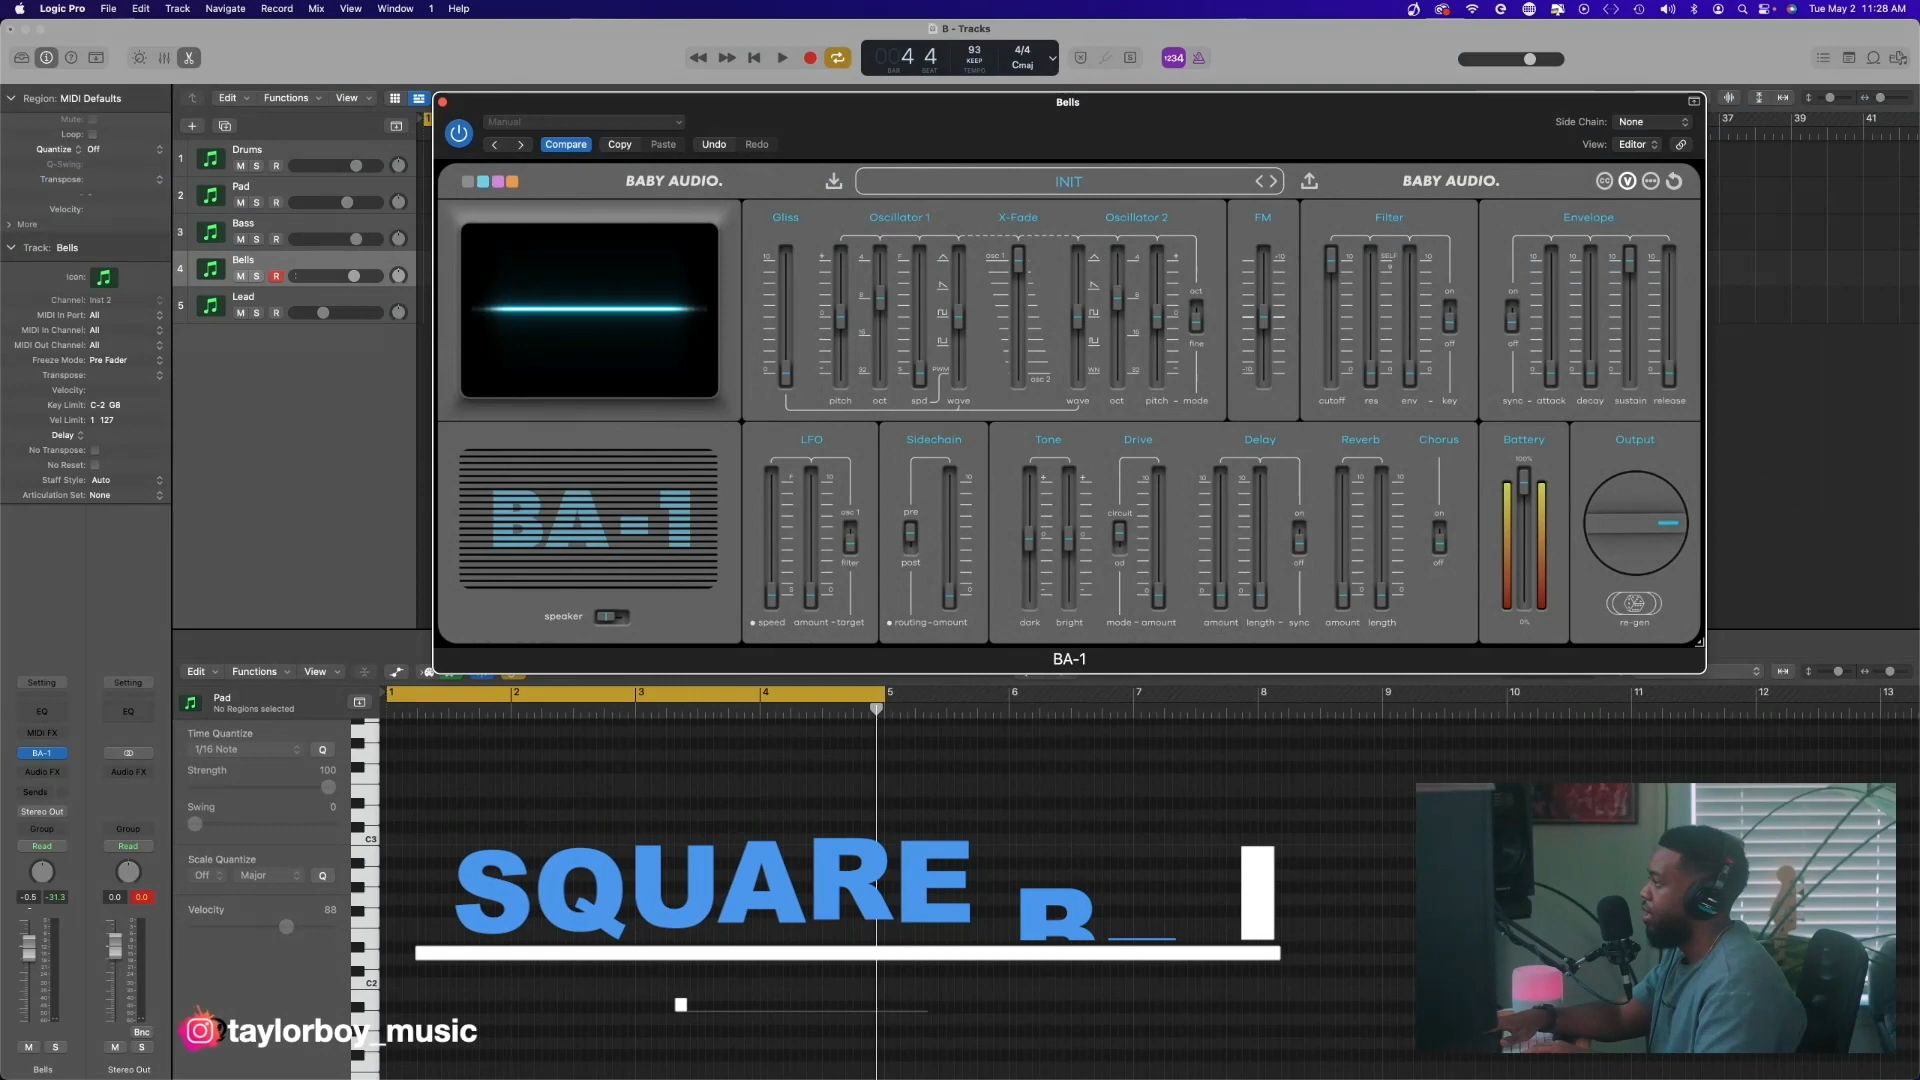 Logic Pro File Edit Track Navigate Record Mix View Window 1 Help
Tue May 2 11:28 AM
B - Tracks
004 4
BAR BEAT
93
KEEP
TEMPO
4/4
Cmaj
1234
Region: MIDI Defaults
Mute:
Loop:
Quantize Off
Q-Swing:
Transpose:
Velocity:
More
Track: Bells
Icon:
Channel: Inst 2
MIDI In Port: All
MIDI In Channel: All
MIDI Out Channel: All
Freeze Mode: Pre Fader
Transpose:
Velocity:
Key Limit: C-2 G8
Vel Limit: 1 127
Delay
No Transpose:
No Reset:
Staff Style: Auto
Articulation Set: None
Edit Functions View
1 Drums
M S R
2 Pad
M S R
3 Bass
M S R
4 Bells
M S R
5 Lead
M S R
37 39 41
Bells
Manual
Compare Copy Paste Undo Redo
Side Chain: None
View: Editor
BABY AUDIO.
INIT
BABY AUDIO.
Gliss Oscillator 1 X-Fade Oscillator 2 FM Filter Envelope
pitch oct spd wave wave oct pitch - mode
osc 1
osc 2
PWM
WN
oct
fine
SELF
on
off
cutoff res env - key
on
off
sync - attack decay sustain release
BA-1
speaker
LFO Sidechain Tone Drive Delay Reverb Chorus Battery Output
osc 1
filter
speed amount - target
pre
post
routing - amount
dark bright
circuit
od
mode - amount
on
off
amount length - sync
amount length
on
off
100%
0%
re-gen
BA-1
Setting Setting
EQ EQ
MIDI FX
BA-1
Audio FX Audio FX
Sends
Stereo Out
Group Group
Read Read
-0.5 -31.3 0.0 0.0
Bnc
M S M S
Bells Stereo Out
Edit Functions View
Pad
No Regions selected
Time Quantize
1/16 Note Q
Strength 100
Swing 0
Scale Quantize
Off Major Q
Velocity 88
1 2 3 4 5 6 7 8 9 10 11 12 13
C3
C2
SQUARE
taylorboy_music